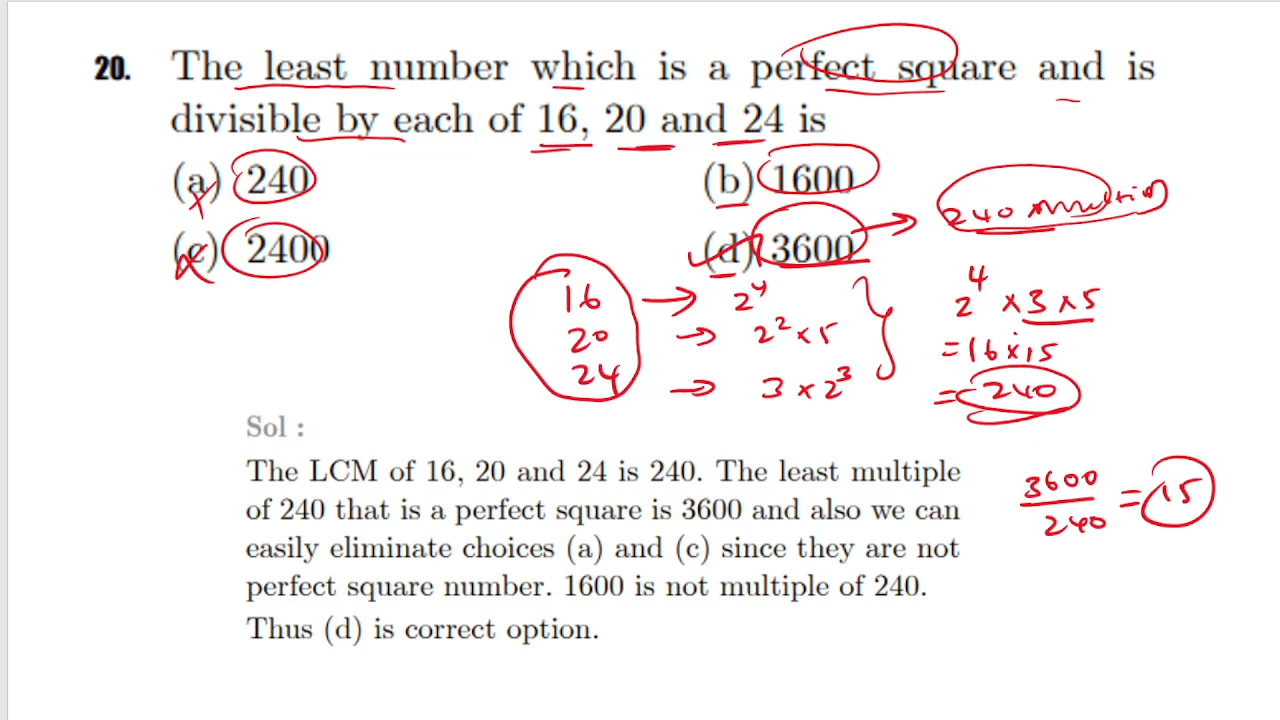 20. The least number which is a perfect square and is
divisible by each of 16, 20 and 24 is
(a) 240 (b) 1600
(c) 2400 (d) 3600
240
16 → 2⁴
20 → 2² × 5
24 → 3 × 2³
2⁴ × 3 × 5
= 16 × 15
= 240
3600/240 = 15
Sol :
The LCM of 16, 20 and 24 is 240. The least multiple
of 240 that is a perfect square is 3600 and also we can
easily eliminate choices (a) and (c) since they are not
perfect square number. 1600 is not multiple of 240.
Thus (d) is correct option.